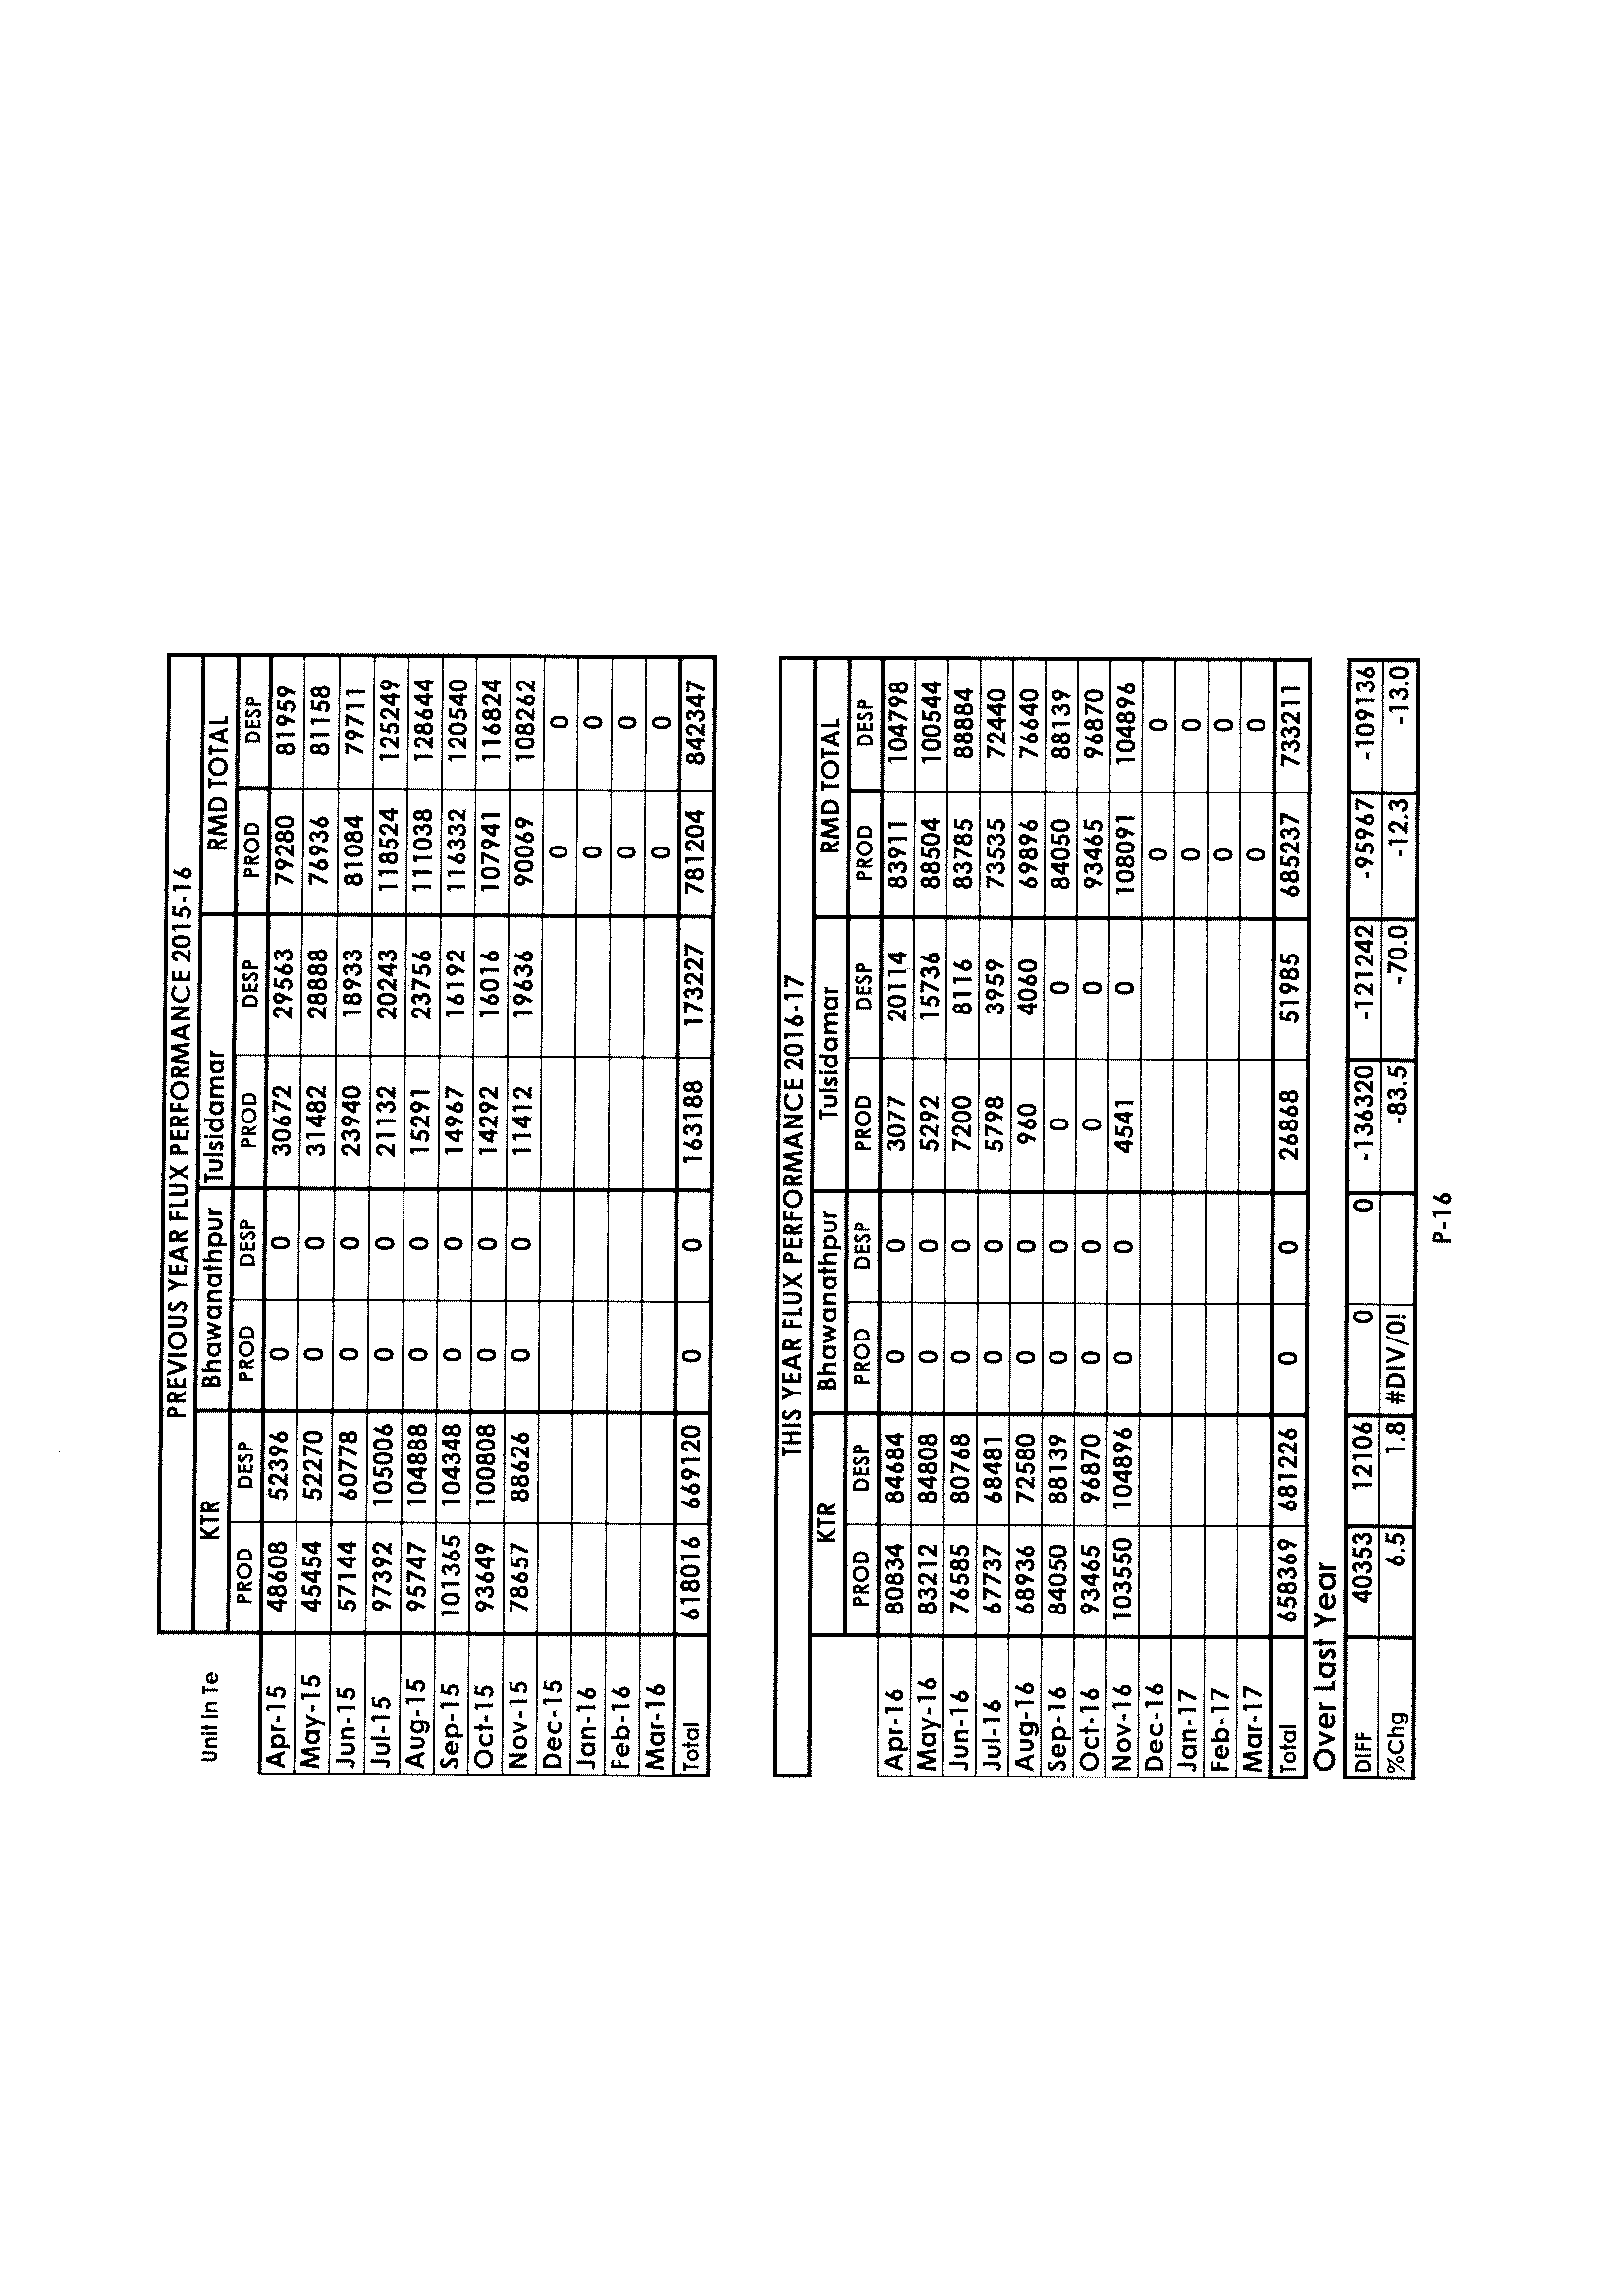 PREVIOUS YEAR FLUX PERFORMANCE 2015-16
Unit in Te KTR Bhawanathpur Tulsidamar RMD TOTAL
PROD DESP PROD DESP PROD DESP PROD DESP
Apr-15 48608 52396 0 0 30672 29563 79280 81959
May-15 45454 52270 0 0 31482 28888 76936 81158
Jun-15 57144 60778 0 0 23940 18933 81084 79711
Jul-15 97392 105006 0 0 21132 20243 118524 125249
Aug-15 95747 104888 0 0 15291 23756 111038 128644
Sep-15 101365 104348 0 0 14967 16192 116332 120540
Oct-15 93649 100808 0 0 14292 16016 107941 116824
Nov-15 78657 88626 0 0 11412 19636 90069 108262
Dec-15 0 0
Jan-16 0 0
Feb-16 0 0
Mar-16 0 0
Total 618016 669120 0 0 163188 173227 781204 842347
THIS YEAR FLUX PERFORMANCE 2016-17
KTR Bhawanathpur Tulsidamar RMD TOTAL
PROD DESP PROD DESP PROD DESP PROD DESP
Apr-16 80834 84684 0 0 3077 20114 83911 104798
May-16 83212 84808 0 0 5292 15736 88504 100544
Jun-16 76585 80768 0 0 7200 8116 83785 88884
Jul-16 67737 68481 0 0 5798 3959 73535 72440
Aug-16 68936 72580 0 0 960 4060 69896 76640
Sep-16 84050 88139 0 0 0 0 84050 88139
Oct-16 93465 96870 0 0 0 0 93465 96870
Nov-16 103550 104896 0 0 4541 0 108091 104896
Dec-16 0 0
Jan-17 0 0
Feb-17 0 0
Mar-17 0 0
Total 658369 681226 0 0 26868 51985 685237 733211
Over Last Year
DIFF 40353 12106 0 0 -136320 -121242 -95967 -109136
%Chg 6.5 1.8 #DIV/0! -83.5 -70.0 -12.3 -13.0
P-16